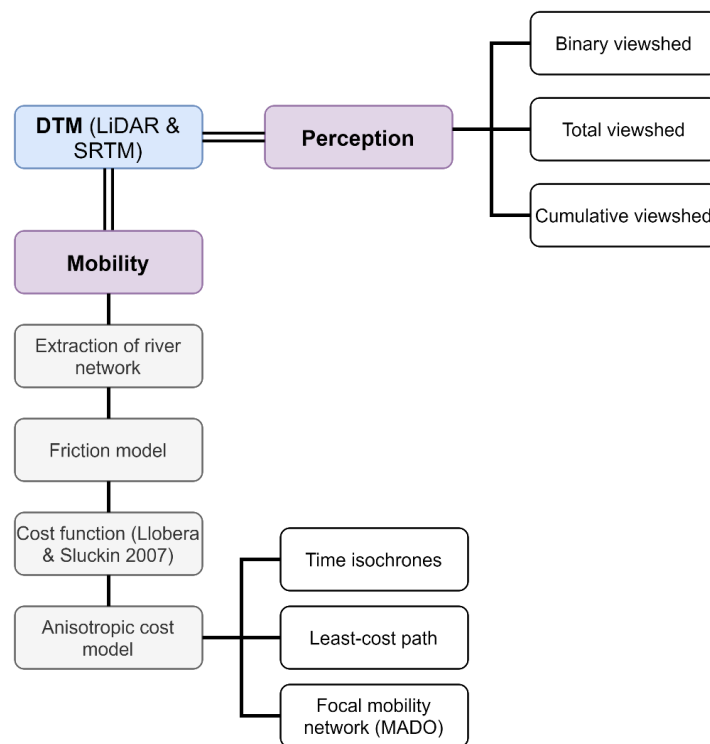 Binary viewshed
DTM (LiDAR &
SRTM)
Perception
Total viewshed
Cumulative viewshed
Mobility
Extraction of river
network
Friction model
Cost function (Llobera
& Sluckin 2007)
Anisotropic cost
model
Time isochrones
Least-cost path
Focal mobility
network (MADO)